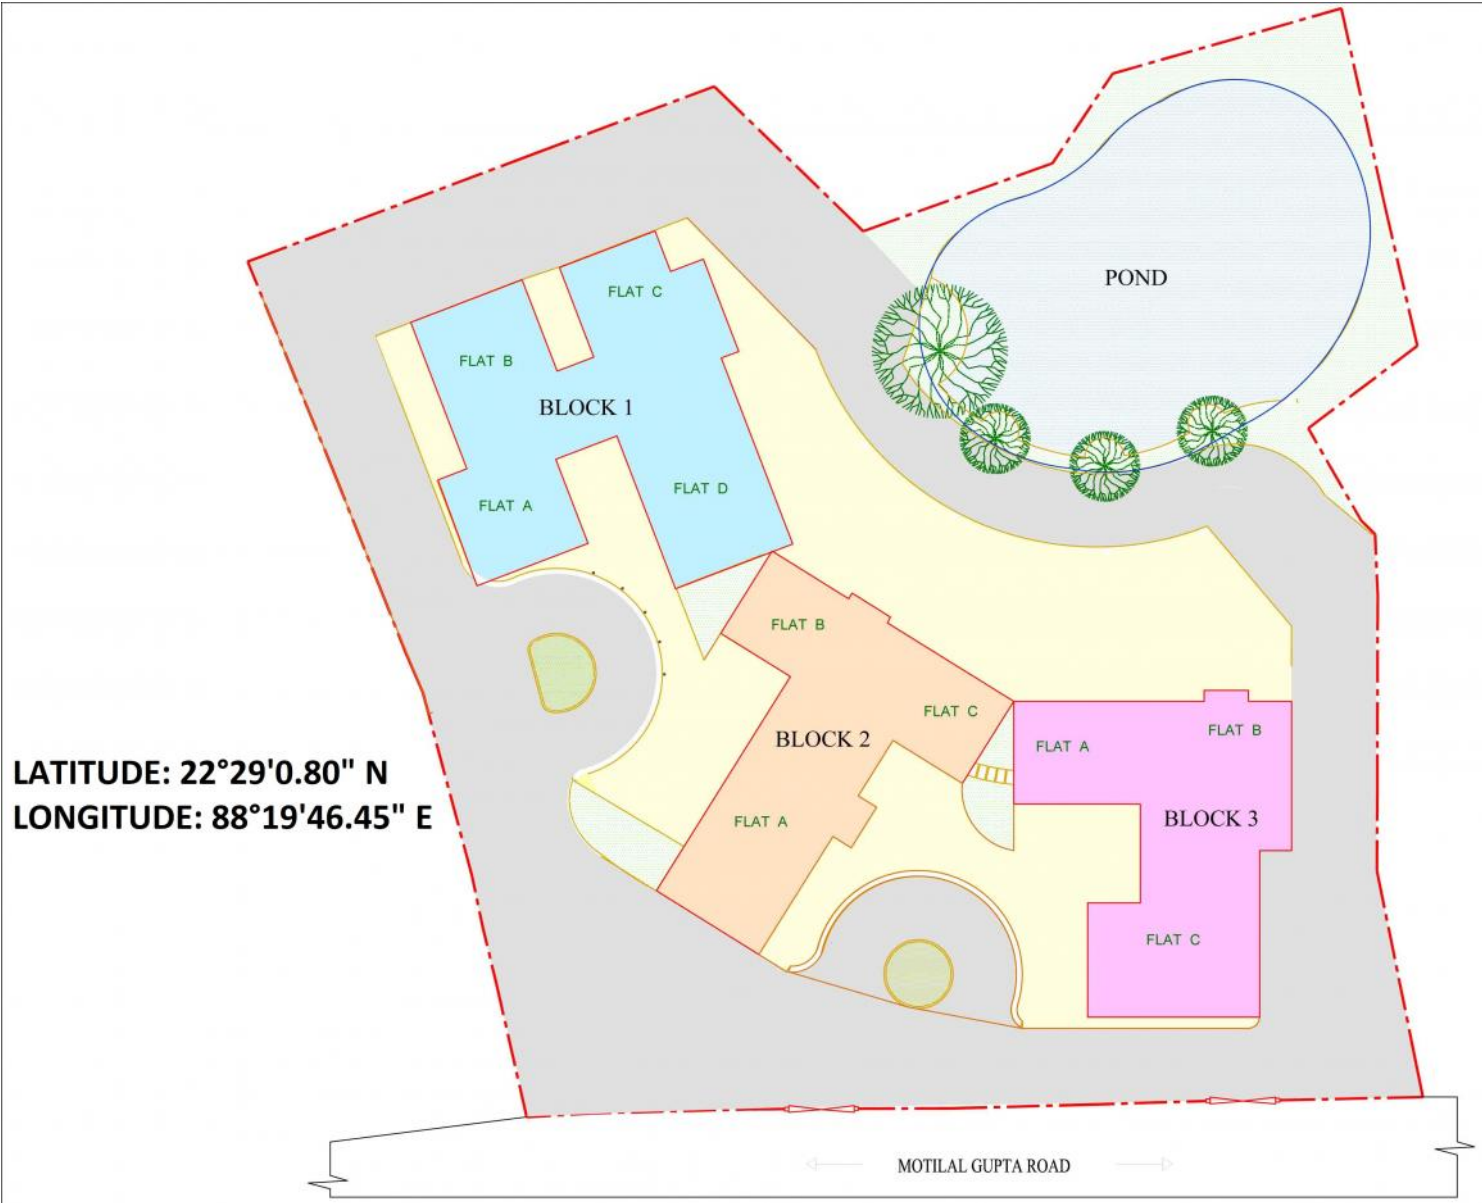 POND
FLAT C
FLAT B
BLOCK 1
FLAT D
FLAT A
FLAT B
FLAT C
BLOCK 2
FLAT A
FLAT B
FLAT A
BLOCK 3
FLAT C
LATITUDE: 22°29'0.80" N
LONGITUDE: 88°19'46.45" E
MOTILAL GUPTA ROAD